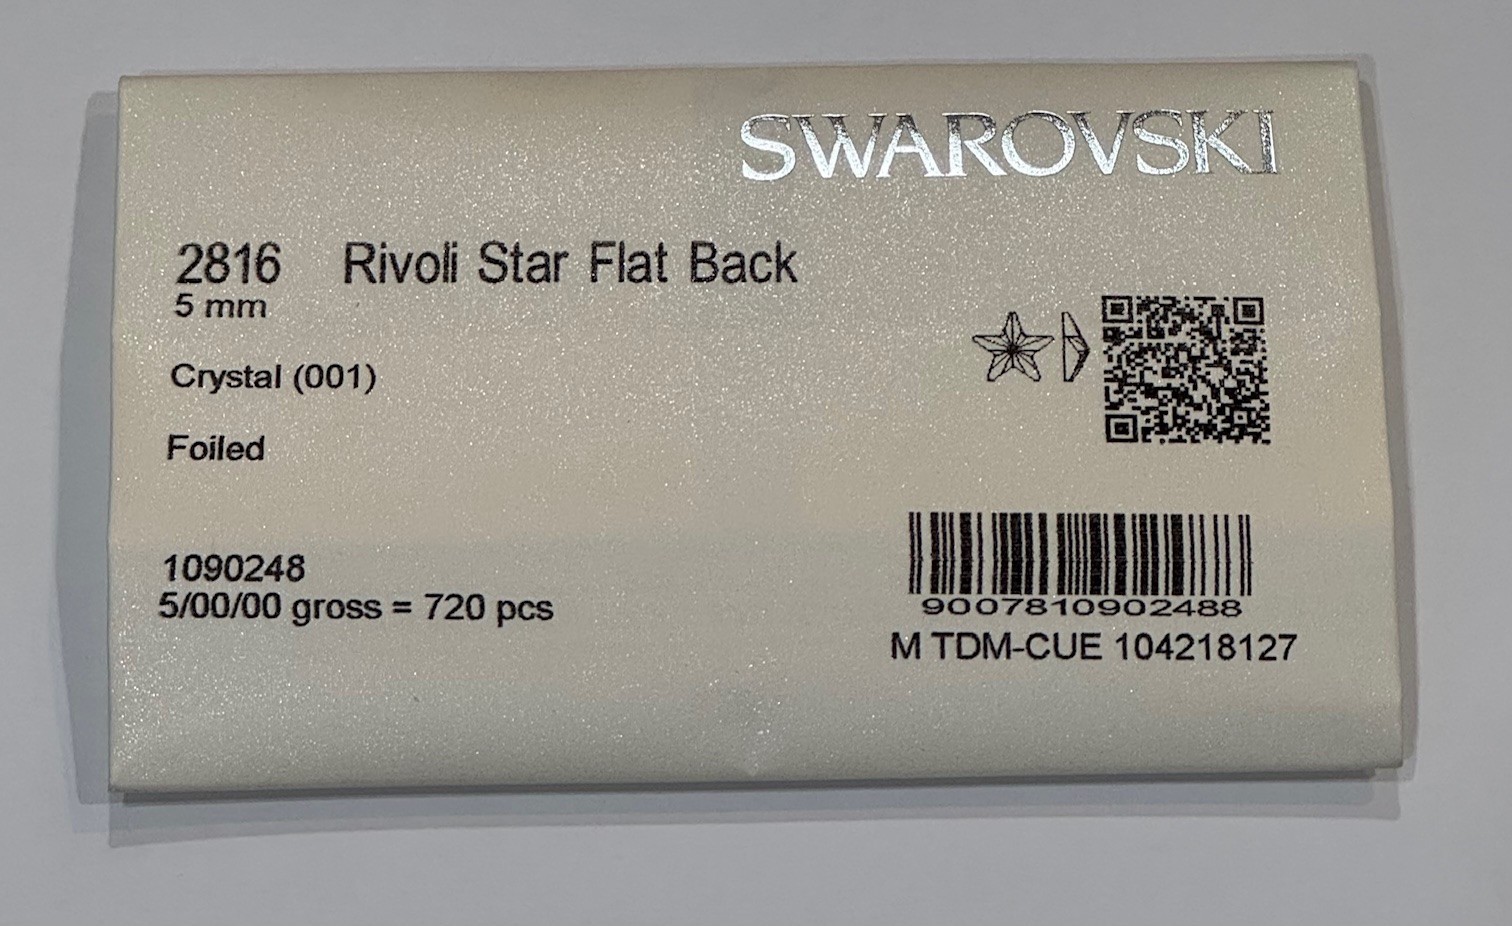 SWAROVSKI
2816 Rivoli Star Flat Back
5 mm
Crystal (001)
Foiled
1090248
5/00/00 gross = 720 pcs
9007810902488
M TDM-CUE 104218127